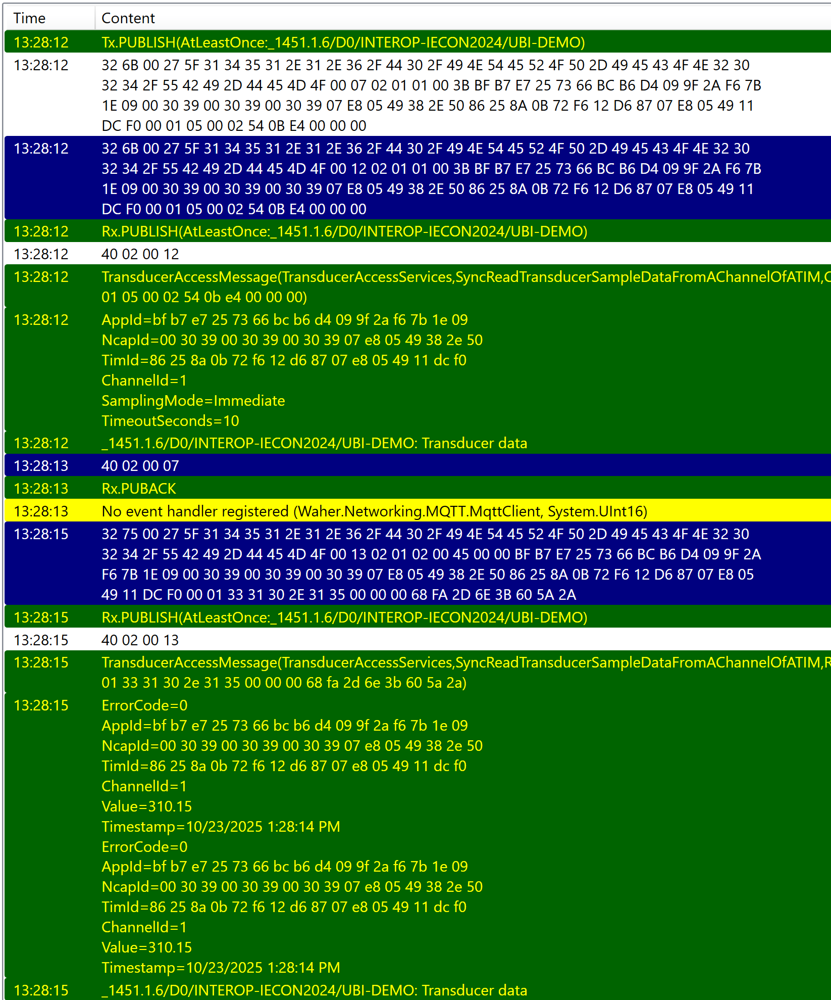 Time Content
13:28:12 Tx.PUBLISH(AtLeastOnce:_1451.1.6/D0/INTEROP-IECON2024/UBI-DEMO)
13:28:12 32 6B 00 27 5F 31 34 35 31 2E 31 2E 36 2F 44 30 2F 49 4E 54 45 52 4F 50 2D 49 45 43 4F 4E 32 30
32 34 2F 55 42 49 2D 44 45 4D 4F 00 07 02 01 01 00 3B BF B7 E7 25 73 66 BC B6 D4 09 9F 2A F6 7B
1E 09 00 30 39 00 30 39 00 30 39 07 E8 05 49 38 2E 50 86 25 8A 0B 72 F6 12 D6 87 07 E8 05 49 11
DC F0 00 01 05 00 02 54 0B E4 00 00 00
13:28:12 32 6B 00 27 5F 31 34 35 31 2E 31 2E 36 2F 44 30 2F 49 4E 54 45 52 4F 50 2D 49 45 43 4F 4E 32 30
32 34 2F 55 42 49 2D 44 45 4D 4F 00 12 02 01 01 00 3B BF B7 E7 25 73 66 BC B6 D4 09 9F 2A F6 7B
1E 09 00 30 39 00 30 39 00 30 39 07 E8 05 49 38 2E 50 86 25 8A 0B 72 F6 12 D6 87 07 E8 05 49 11
DC F0 00 01 05 00 02 54 0B E4 00 00 00
13:28:12 Rx.PUBLISH(AtLeastOnce:_1451.1.6/D0/INTEROP-IECON2024/UBI-DEMO)
13:28:12 40 02 00 12
13:28:12 TransducerAccessMessage(TransducerAccessServices,SyncReadTransducerSampleDataFromAChannelOfATIM,C
01 05 00 02 54 0b e4 00 00 00)
13:28:12 AppId=bf b7 e7 25 73 66 bc b6 d4 09 9f 2a f6 7b 1e 09
NcapId=00 30 39 00 30 39 00 30 39 07 e8 05 49 38 2e 50
TimId=86 25 8a 0b 72 f6 12 d6 87 07 e8 05 49 11 dc f0
ChannelId=1
SamplingMode=Immediate
TimeoutSeconds=10
13:28:12 _1451.1.6/D0/INTEROP-IECON2024/UBI-DEMO: Transducer data
13:28:13 40 02 00 07
13:28:13 Rx.PUBACK
13:28:13 No event handler registered (Waher.Networking.MQTT.MqttClient, System.UInt16)
13:28:15 32 75 00 27 5F 31 34 35 31 2E 31 2E 36 2F 44 30 2F 49 4E 54 45 52 4F 50 2D 49 45 43 4F 4E 32 30
32 34 2F 55 42 49 2D 44 45 4D 4F 00 13 02 01 02 00 45 00 00 BF B7 E7 25 73 66 BC B6 D4 09 9F 2A
F6 7B 1E 09 00 30 39 00 30 39 00 30 39 07 E8 05 49 38 2E 50 86 25 8A 0B 72 F6 12 D6 87 07 E8 05
49 11 DC F0 00 01 33 31 30 2E 31 35 00 00 00 68 FA 2D 6E 3B 60 5A 2A
13:28:15 Rx.PUBLISH(AtLeastOnce:_1451.1.6/D0/INTEROP-IECON2024/UBI-DEMO)
13:28:15 40 02 00 13
13:28:15 TransducerAccessMessage(TransducerAccessServices,SyncReadTransducerSampleDataFromAChannelOfATIM,R
01 33 31 30 2e 31 35 00 00 00 68 fa 2d 6e 3b 60 5a 2a)
13:28:15 ErrorCode=0
AppId=bf b7 e7 25 73 66 bc b6 d4 09 9f 2a f6 7b 1e 09
NcapId=00 30 39 00 30 39 00 30 39 07 e8 05 49 38 2e 50
TimId=86 25 8a 0b 72 f6 12 d6 87 07 e8 05 49 11 dc f0
ChannelId=1
Value=310.15
Timestamp=10/23/2025 1:28:14 PM
ErrorCode=0
AppId=bf b7 e7 25 73 66 bc b6 d4 09 9f 2a f6 7b 1e 09
NcapId=00 30 39 00 30 39 00 30 39 07 e8 05 49 38 2e 50
TimId=86 25 8a 0b 72 f6 12 d6 87 07 e8 05 49 11 dc f0
ChannelId=1
Value=310.15
Timestamp=10/23/2025 1:28:14 PM
13:28:15 _1451.1.6/D0/INTEROP-IECON2024/UBI-DEMO: Transducer data